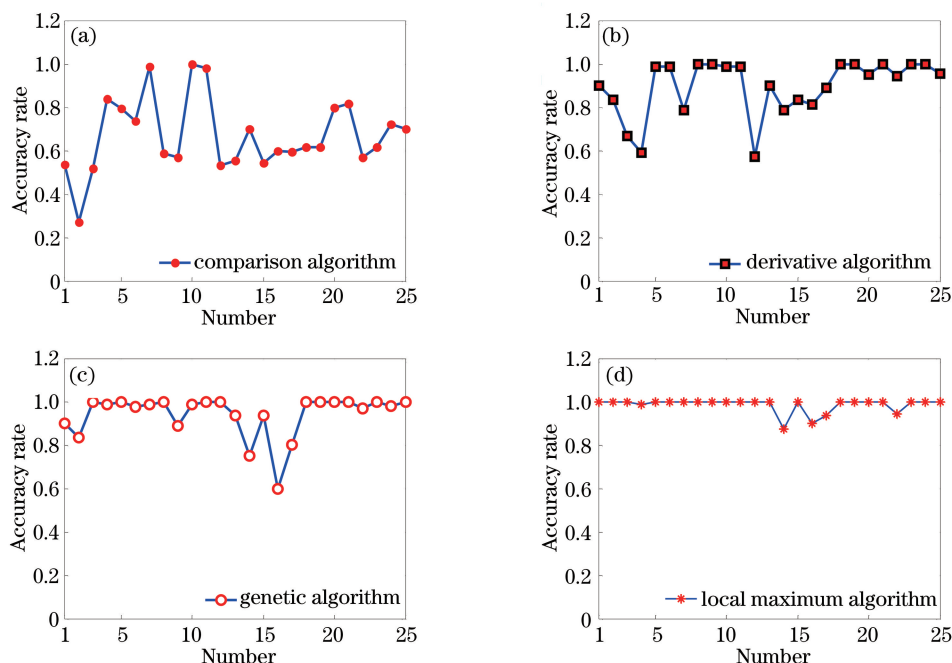 (a)
1.2
1.0
0.8
0.6
0.4
0.2
0
Accuracy rate
comparison algorithm
1 5 10 15 20 25
Number
(b)
1.2
1.0
0.8
0.6
0.4
0.2
0
Accuracy rate
derivative algorithm
1 5 10 15 20 25
Number
(c)
1.2
1.0
0.8
0.6
0.4
0.2
0
Accuracy rate
genetic algorithm
1 5 10 15 20 25
Number
(d)
1.2
1.0
0.8
0.6
0.4
0.2
0
Accuracy rate
local maximum algorithm
1 5 10 15 20 25
Number